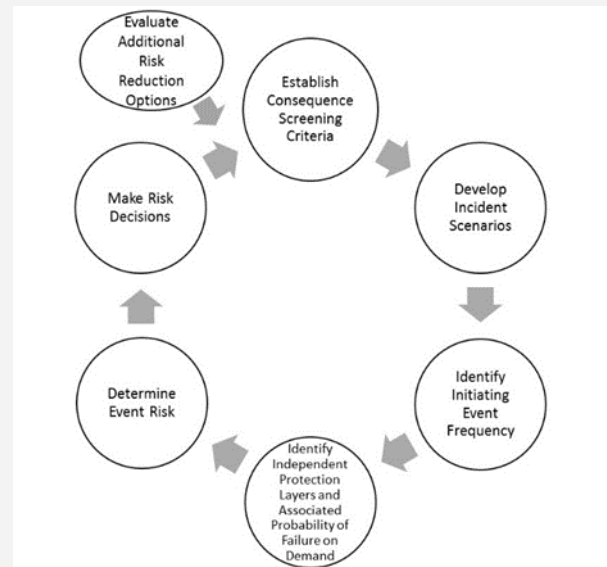 Evaluate
Additional
Risk
Reduction
Options
Establish
Consequence
Screening
Criteria
Develop
Incident
Scenarios
Identify
Initiating
Event
Frequency
Identify
Independent
Protection
Layers and
Associated
Probability of
Failure on
Demand
Determine
Event Risk
Make Risk
Decisions